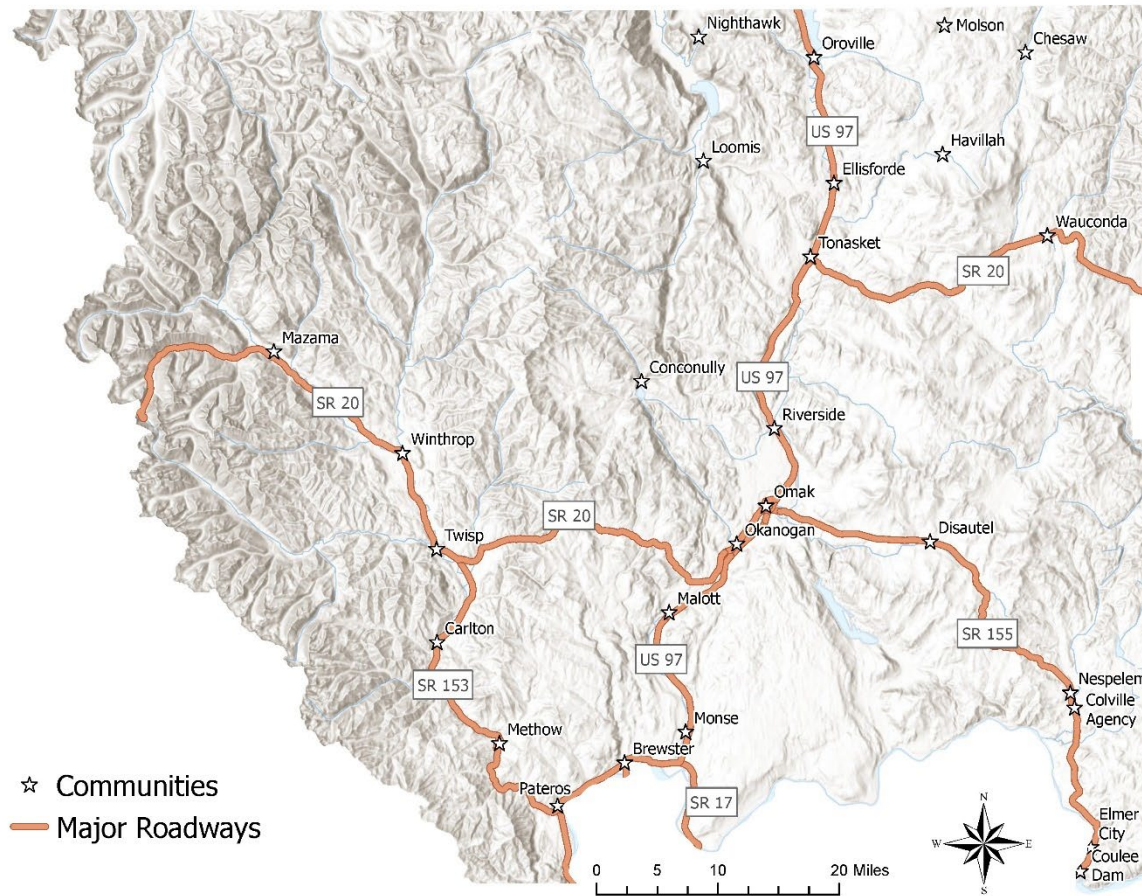 Nighthawk
Molson
Chesaw
Oroville
US 97
Loomis
Havillah
Ellisforde
Wauconda
Tonasket
SR 20
Mazama
Conconully
US 97
SR 20
Riverside
Winthrop
Omak
SR 20
Okanogan
Disautel
Twisp
Malott
Carlton
SR 155
US 97
SR 153
Nespelem
Colville
Agency
Monse
Methow
Brewster
Communities
Pateros
SR 17
Major Roadways
N
W
E
S
Elmer
City
Coulee
Dam
0 5 10 20 Miles